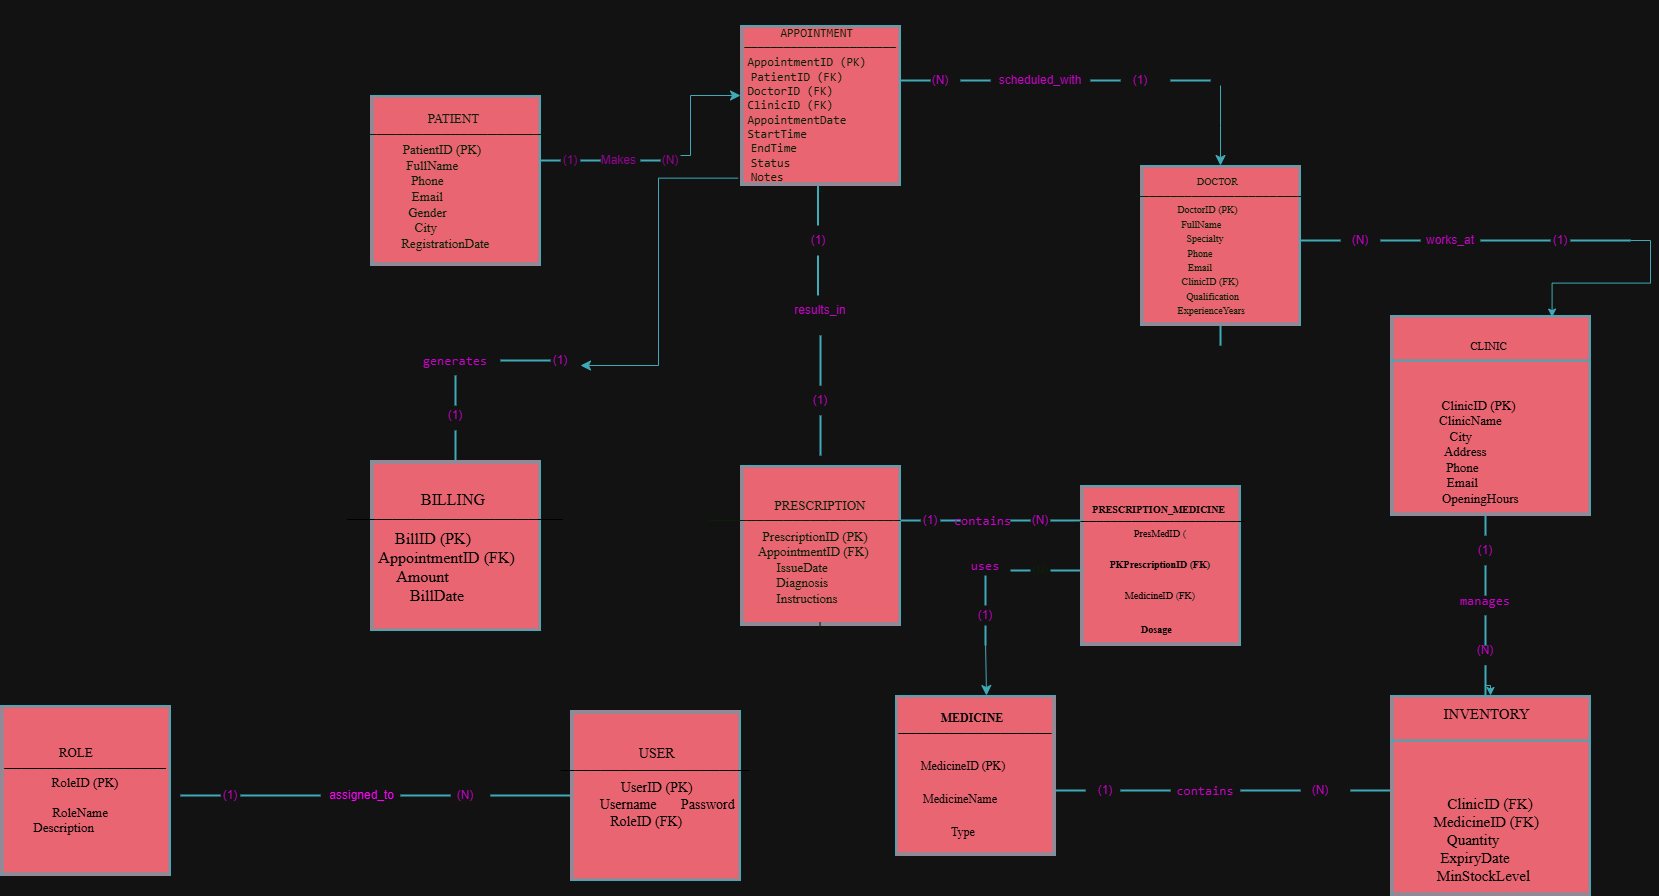 APPOINTMENT
AppointmentID (PK)
PatientID (FK)
DoctorID (FK)
ClinicID (FK)
AppointmentDate
StartTime
EndTime
Status
Notes
(N) scheduled_with (1)
PATIENT
PatientID (PK)
FullName
Phone
Email
Gender
City
RegistrationDate
(1) Makes (N)
DOCTOR
DoctorID (PK)
FullName
Specialty
Phone
Email
ClinicID (FK)
Qualification
ExperienceYears
(N) works_at (1)
(1)
results_in
(1)
generates (1)
(1)
CLINIC
ClinicID (PK)
ClinicName
City
Address
Phone
Email
OpeningHours
BILLING
BillID (PK)
AppointmentID (FK)
Amount
BillDate
PRESCRIPTION
PrescriptionID (PK)
AppointmentID (FK)
IssueDate
Diagnosis
Instructions
(1) contains (N)
PRESCRIPTION_MEDICINE
PresMedID (
PKPrescriptionID (FK)
MedicineID (FK)
Dosage
uses
(1)
(1)
manages
(N)
ROLE
RoleID (PK)
RoleName
Description
(1) assigned_to (N)
USER
UserID (PK)
Username Password
RoleID (FK)
MEDICINE
MedicineID (PK)
MedicineName
Type
(1) contains (N)
INVENTORY
ClinicID (FK)
MedicineID (FK)
Quantity
ExpiryDate
MinStockLevel